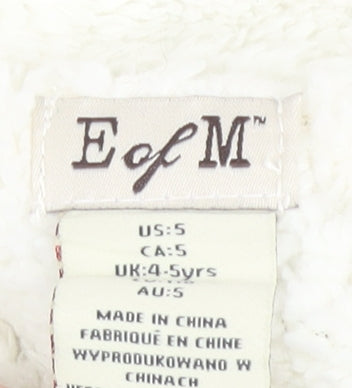 E of M™
US:5
CA:5
UK:4-5yrs
AU:5
MADE IN CHINA
FABRIQUÉ EN CHINE
WYPRODUKOWANO W
CHINACH